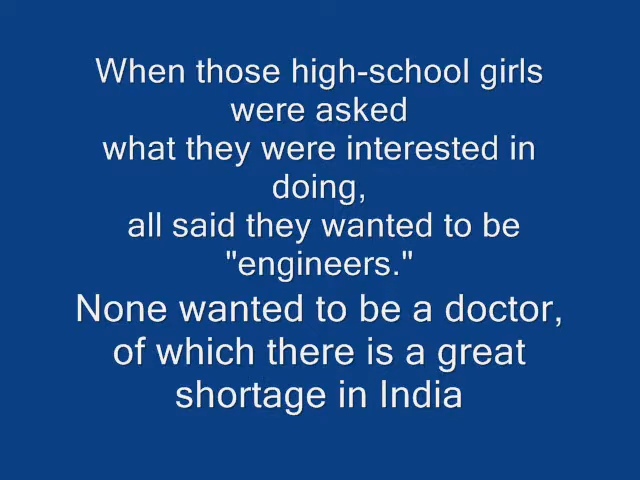 When those high-school girls
were asked
what they were interested in
doing,
all said they wanted to be
"engineers."
None wanted to be a doctor,
of which there is a great
shortage in India